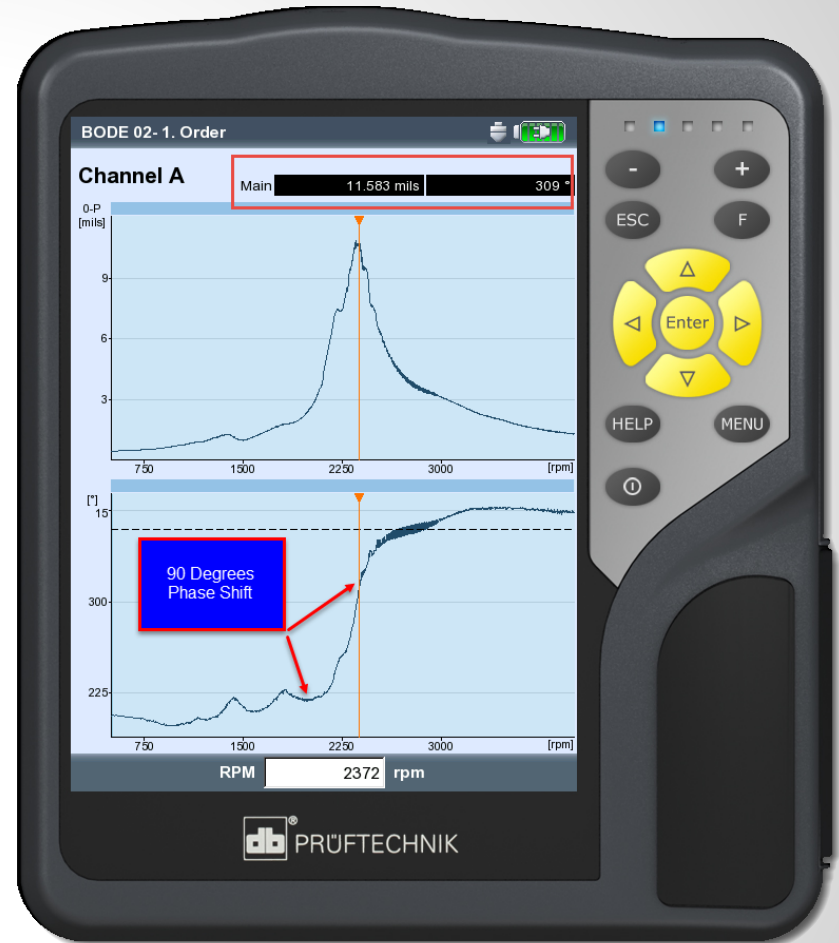 BODE 02- 1. Order
Channel A
Main 11.583 mils 309 °
0-P
[mils]
9
6
3
750 1500 2250 3000 [rpm]
[°]
15
90 Degrees
Phase Shift
300
225
750 1500 2250 3000 [rpm]
RPM 2372 rpm
db® PRÜFTECHNIK
- +
ESC F
Enter
HELP MENU